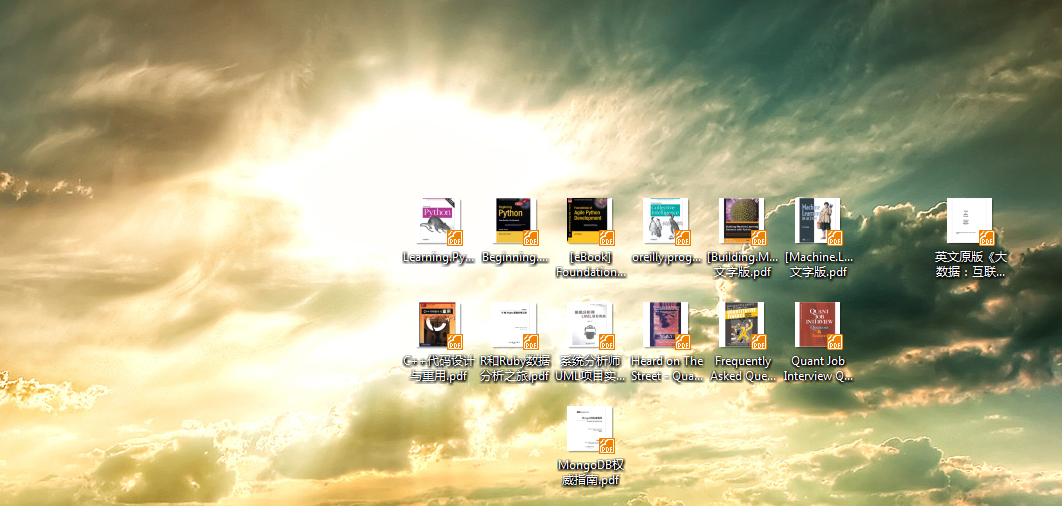 Learning.Py...
Beginning....
[eBook]
Foundation...
oreilly.prog...
[Building.M...
文字版.pdf
[Machine.L...
文字版.pdf
英文原版《大
数据：互联...
C++代码设计
与重用.pdf
R和Ruby数据
分析之旅.pdf
系统分析师
UML项目实...
Heard on The
Street - Qua...
Frequently
Asked Que...
Quant Job
Interview Q...
MongoDB权
威指南.pdf